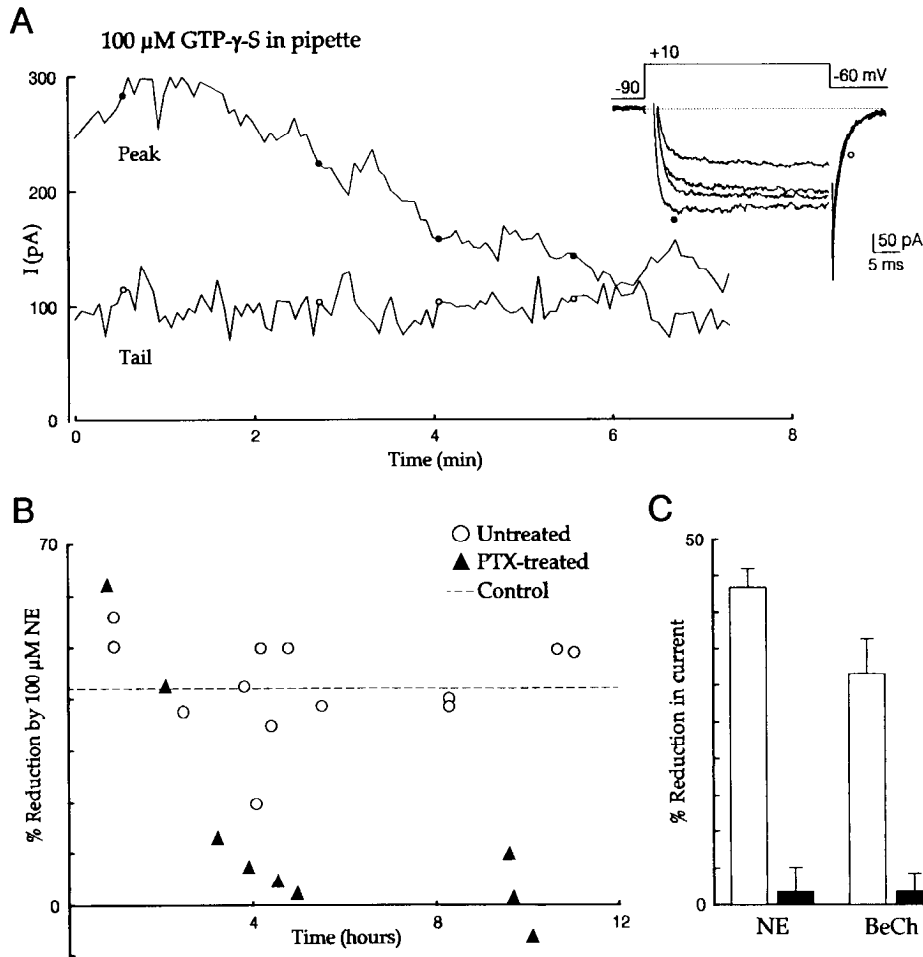 A
100 μM GTP-γ-S in pipette
300
200
100
0
I (pA)
Peak
Tail
0
2
4
6
8
Time (min)
+10
-90
-60 mV
50 pA
5 ms
B
70
0
% Reduction by 100 μM NE
Untreated
PTX-treated
Control
4
8
12
Time (hours)
C
50
0
% Reduction in current
NE
BeCh